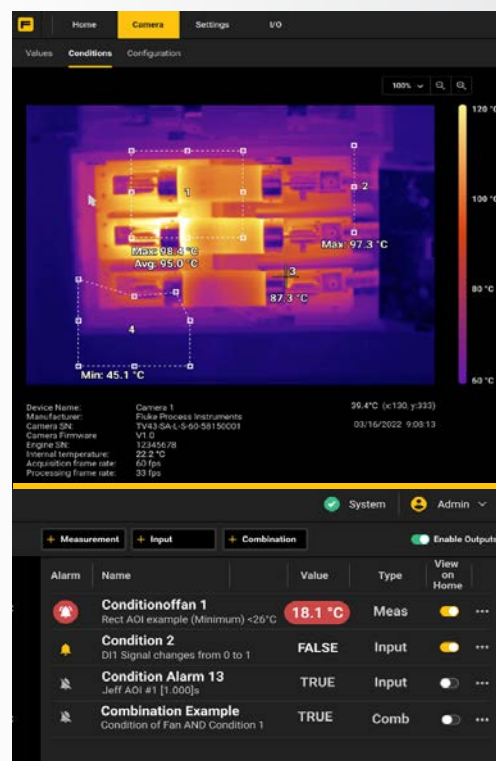 F
Home Camera Settings I/O
Values Conditions Configuration
100%
120 °C
1
2
100 °C
Max: 98.4 °C
Avg: 95.0 °C
Max: 97.3 °C
3
87.3 °C
80 °C
4
Min: 45.1 °C
60 °C
Device Name: Camera 1
Manufacturer: Fluke Process Instruments
Camera SN: TV43-SA-L-S-60-58150001
Camera Firmware V1.0
Engine SN: 12345678
Internal temperature: 22.2 °C
Acquisition frame rate: 60 fps
Processing frame rate: 33 fps
39.4°C (x:130, y:333)
03/16/2022 9:08:13
System Admin
+ Measurement + Input + Combination Enable Outputs
Alarm Name Value Type View on Home
Conditionoffan 1 18.1 °C Meas
Rect AOI example (Minimum) <26°C
Condition 2 FALSE Input
DI1 Signal changes from 0 to 1
Condition Alarm 13 TRUE Input
Jeff AOI #1 [1.000]s
Combination Example TRUE Comb
Condition of Fan AND Condition 1